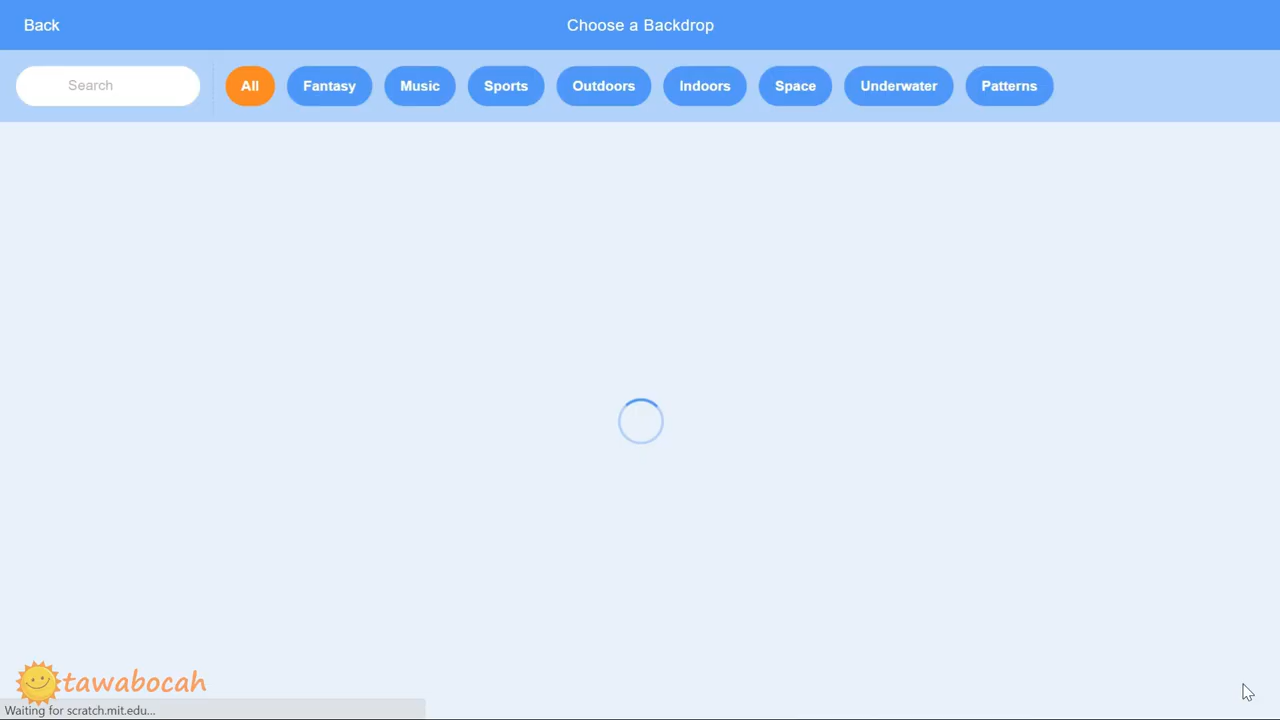 Back
Choose a Backdrop
Search
All
Fantasy
Music
Sports
Outdoors
Indoors
Space
Underwater
Patterns
tawabocah
Waiting for scratch.mit.edu...